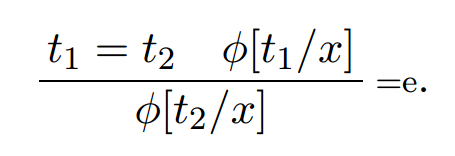 t₁ = t₂ ϕ[t₁/x]
ϕ[t₂/x]
=e.